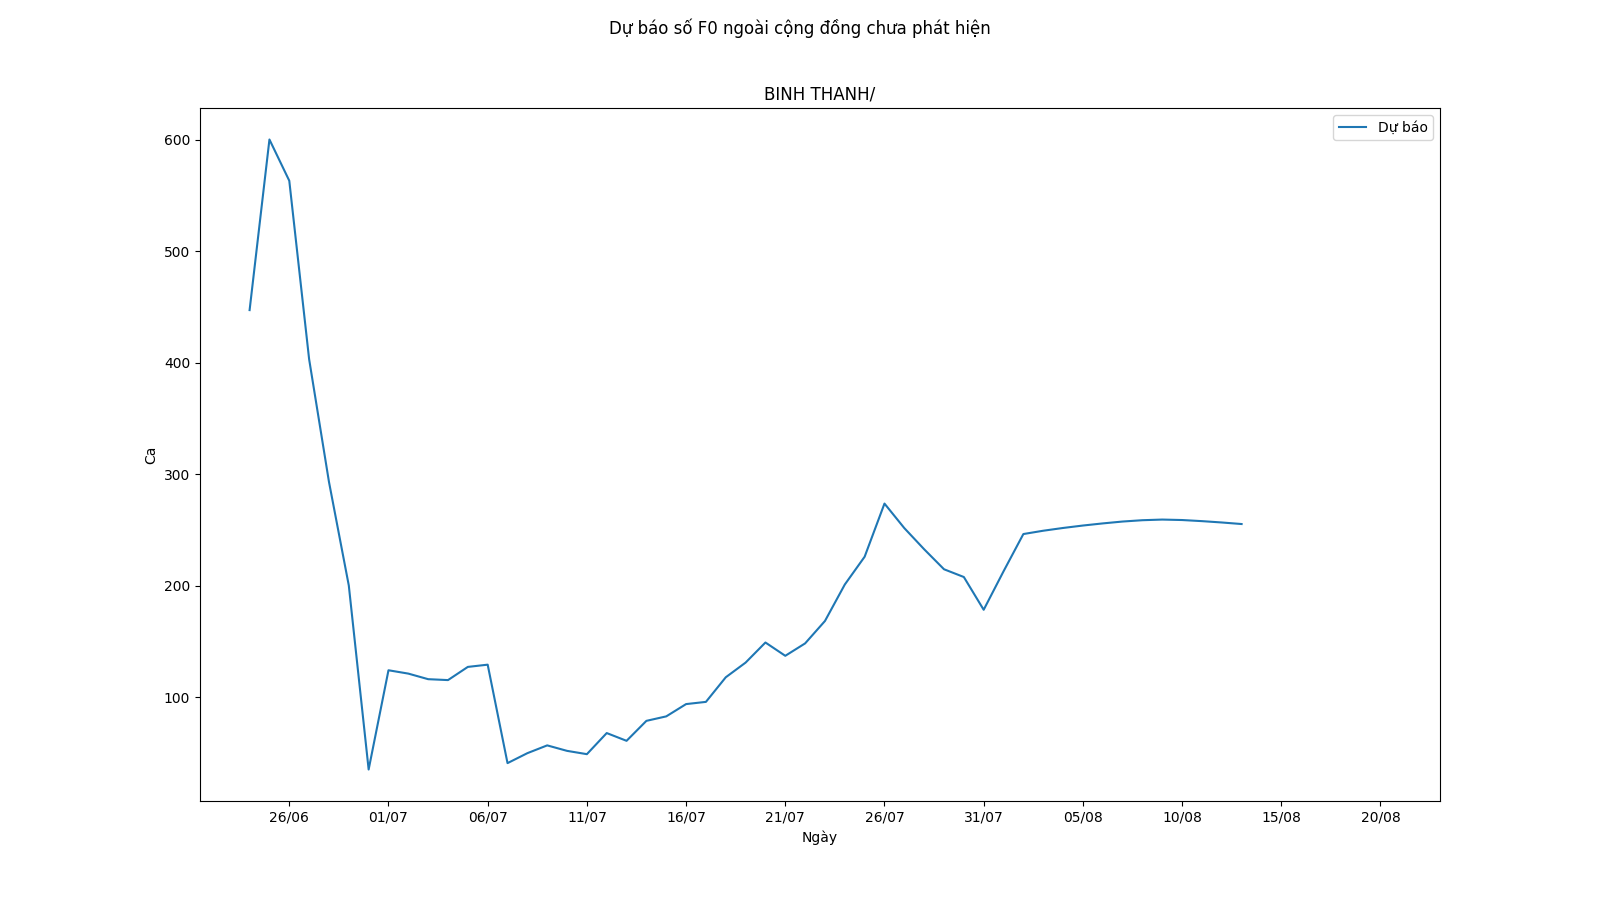 Dự báo số F0 ngoài cộng đồng chưa phát hiện
BINH THANH/
Dự báo
600
500
400
300
200
100
Ca
26/06 01/07 06/07 11/07 16/07 21/07 26/07 31/07 05/08 10/08 15/08 20/08
Ngày